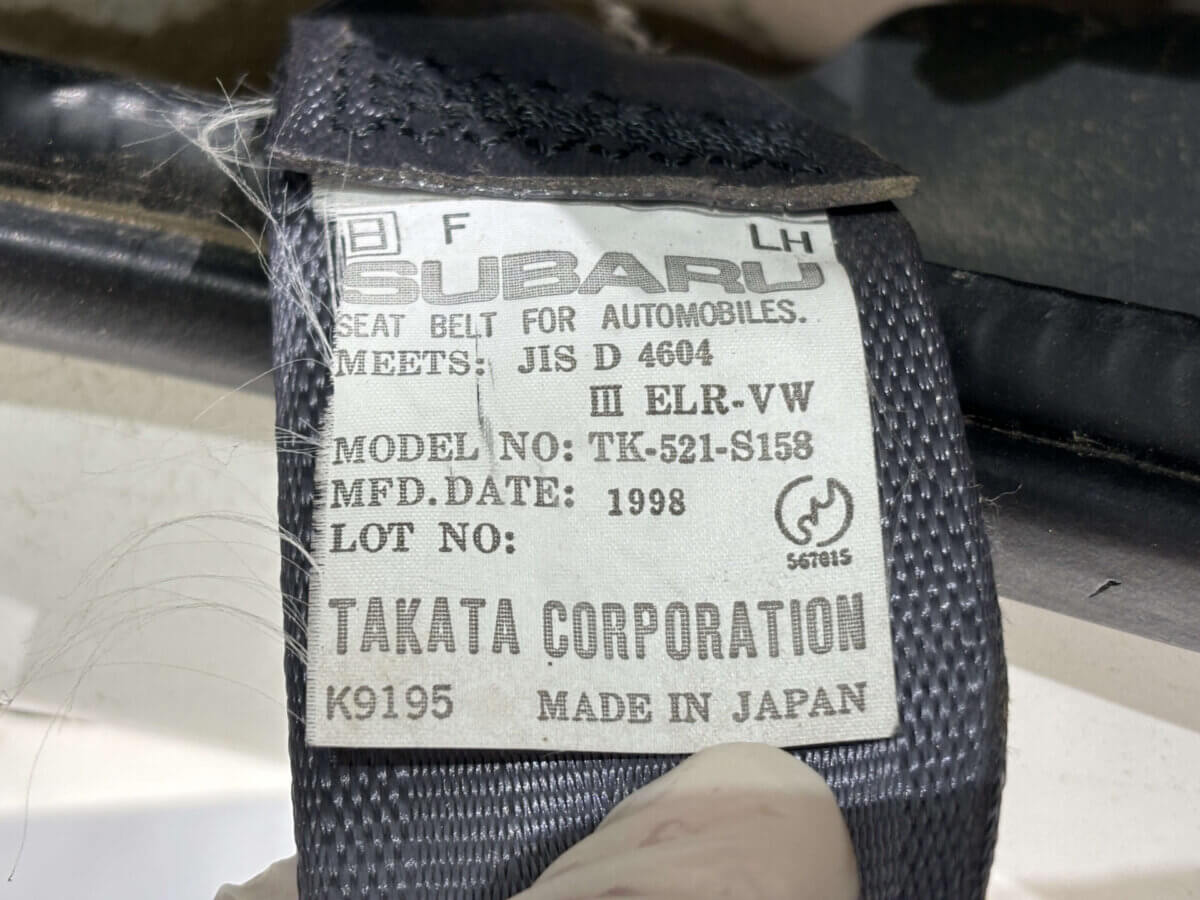 日 F LH
SUBARU
SEAT BELT FOR AUTOMOBILES.
MEETS: JIS D 4604
III ELR-VW
MODEL NO: TK-521-S158
MFD.DATE: 1998
LOT NO:
567815
TAKATA CORPORATION
K9195 MADE IN JAPAN